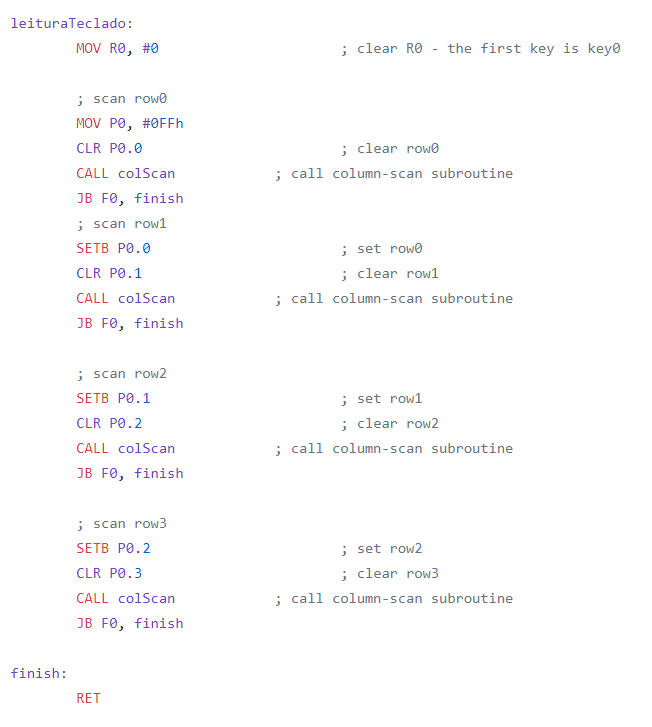 leituraTeclado:
MOV R0, #0 ; clear R0 - the first key is key0
; scan row0
MOV P0, #0FFh
CLR P0.0 ; clear row0
CALL colScan ; call column-scan subroutine
JB F0, finish
; scan row1
SETB P0.0 ; set row0
CLR P0.1 ; clear row1
CALL colScan ; call column-scan subroutine
JB F0, finish
; scan row2
SETB P0.1 ; set row1
CLR P0.2 ; clear row2
CALL colScan ; call column-scan subroutine
JB F0, finish
; scan row3
SETB P0.2 ; set row2
CLR P0.3 ; clear row3
CALL colScan ; call column-scan subroutine
JB F0, finish
finish:
RET